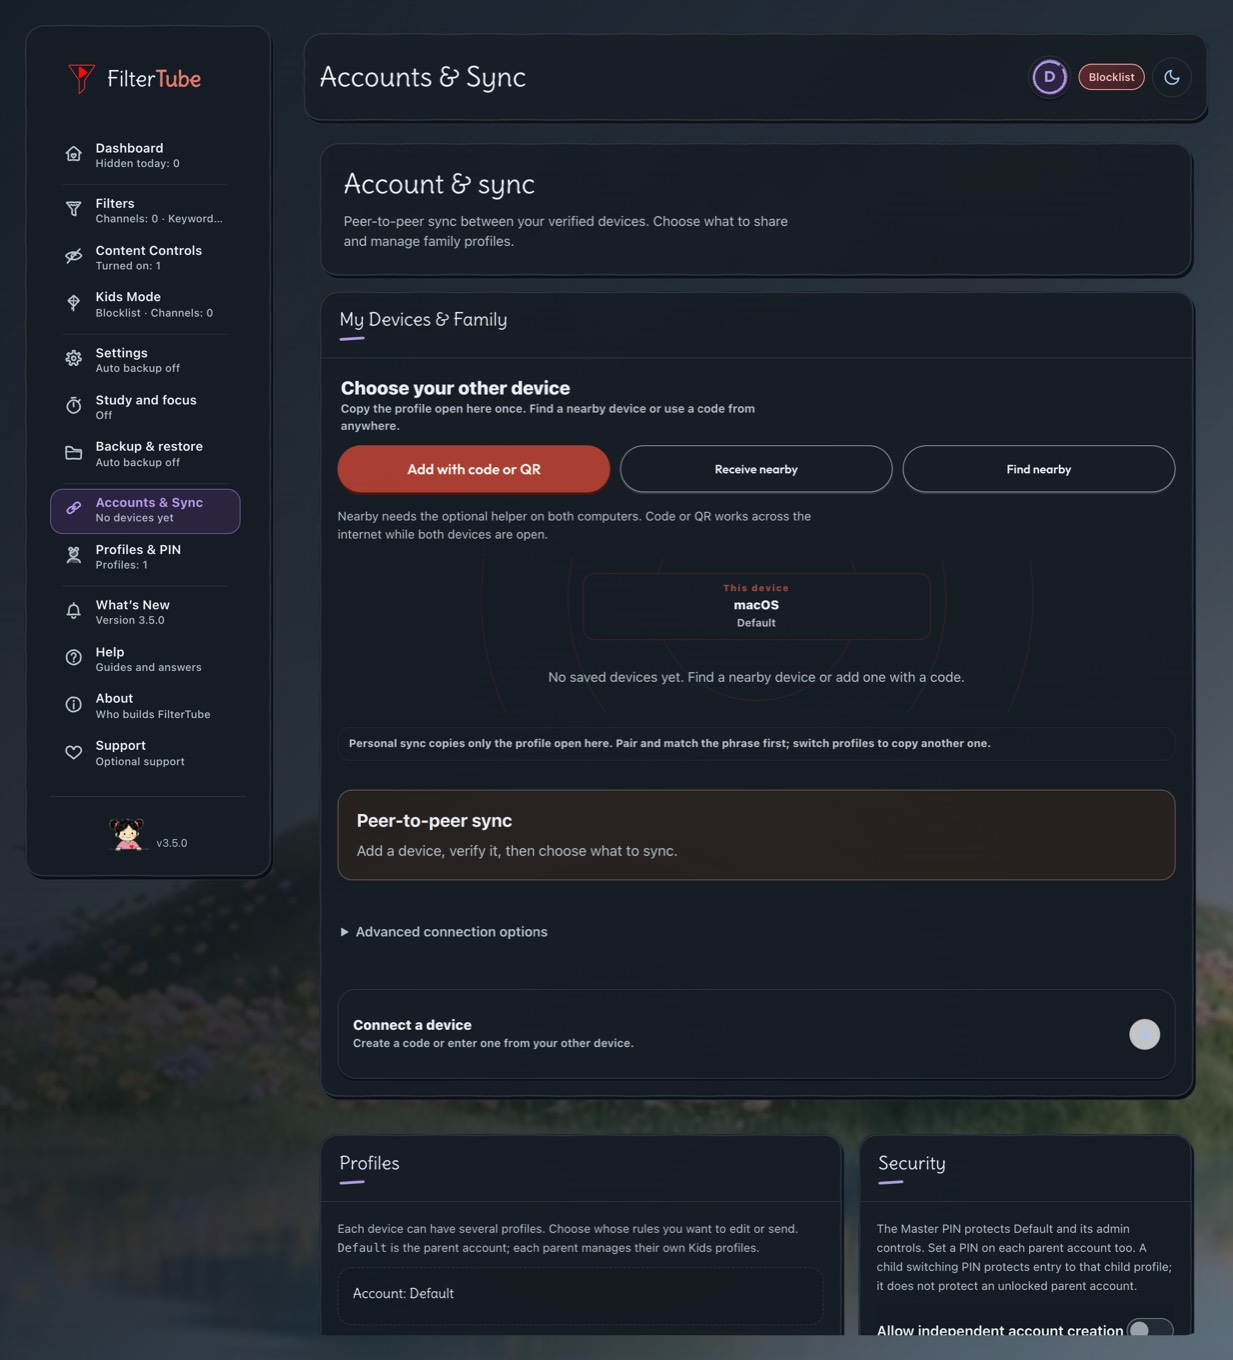 FilterTube
Dashboard
Hidden today: 0
Filters
Channels: 0 · Keyword...
Content Controls
Turned on: 1
Kids Mode
Blocklist · Channels: 0
Settings
Auto backup off
Study and focus
Off
Backup & restore
Auto backup off
Accounts & Sync
No devices yet
Profiles & PIN
Profiles: 1
What's New
Version 3.5.0
Help
Guides and answers
About
Who builds FilterTube
Support
Optional support
v3.5.0
Accounts & Sync
D
Blocklist
Account & sync
Peer-to-peer sync between your verified devices. Choose what to share
and manage family profiles.
My Devices & Family
Choose your other device
Copy the profile open here once. Find a nearby device or use a code from
anywhere.
Add with code or QR
Receive nearby
Find nearby
Nearby needs the optional helper on both computers. Code or QR works across the
internet while both devices are open.
This device
macOS
Default
No saved devices yet. Find a nearby device or add one with a code.
Personal sync copies only the profile open here. Pair and match the phrase first; switch profiles to copy another one.
Peer-to-peer sync
Add a device, verify it, then choose what to sync.
Advanced connection options
Connect a device
Create a code or enter one from your other device.
Profiles
Each device can have several profiles. Choose whose rules you want to edit or send.
Default is the parent account; each parent manages their own Kids profiles.
Account: Default
Security
The Master PIN protects Default and its admin
controls. Set a PIN on each parent account too. A
child switching PIN protects entry to that child profile;
it does not protect an unlocked parent account.
Allow independent account creation